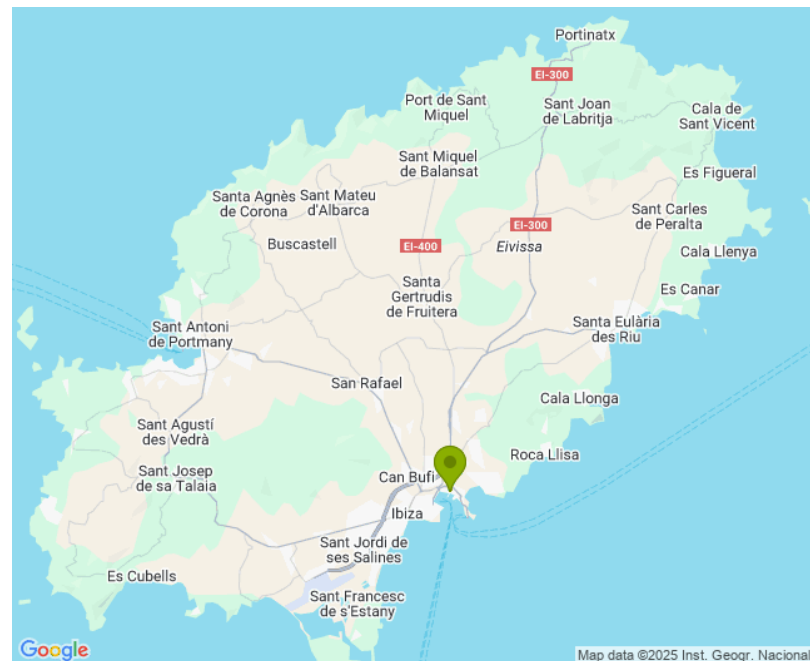 Portinatx
EI-300
Port de Sant
Miquel
Sant Joan
de Labritja
Cala de
Sant Vicent
Sant Miquel
de Balansat
Es Figueral
Santa Agnès
de Corona
Sant Mateu
d'Albarca
Sant Carles
de Peralta
EI-300
Buscastell
EI-400
Eivissa
Cala Llenya
Santa
Gertrudis
de Fruitera
Es Canar
Sant Antoni
de Portmany
Santa Eulària
des Riu
San Rafael
Cala Llonga
Sant Agustí
des Vedrà
Roca Llisa
Sant Josep
de sa Talaia
Can Bufí
Ibiza
Sant Jordi de
ses Salines
Es Cubells
Sant Francesc
de s'Estany
Google
Map data ©2025 Inst. Geogr. Nacional